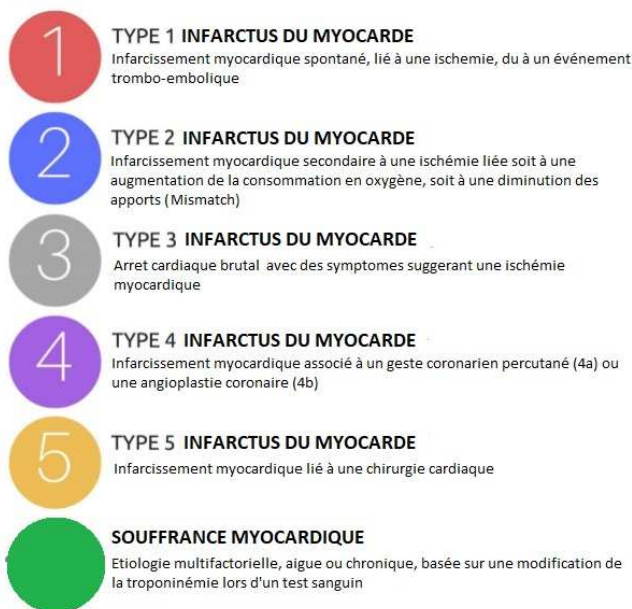 1
TYPE 1 INFARCTUS DU MYOCARDE
Infarcissement myocardique spontané, lié à une ischemie, du à un événement
trombo-embolique
2
TYPE 2 INFARCTUS DU MYOCARDE
Infarcissement myocardique secondaire à une ischémie liée soit à une
augmentation de la consommation en oxygène, soit à une diminution des
apports (Mismatch)
3
TYPE 3 INFARCTUS DU MYOCARDE
Arret cardiaque brutal avec des symptomes suggerant une ischémie
myocardique
4
TYPE 4 INFARCTUS DU MYOCARDE
Infarcissement myocardique associé à un geste coronarien percutané (4a) ou
une angioplastie coronaire (4b)
5
TYPE 5 INFARCTUS DU MYOCARDE
Infarcissement myocardique lié à une chirurgie cardiaque
SOUFFRANCE MYOCARDIQUE
Etiologie multifactorielle, aigue ou chronique, basée sur une modification de
la troponinémie lors d'un test sanguin